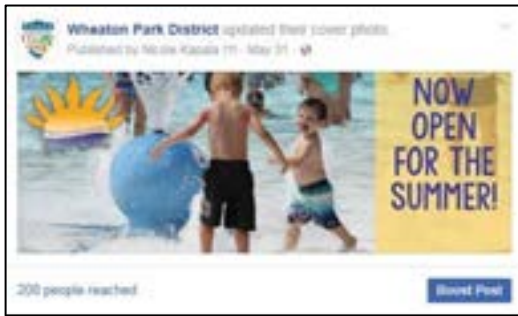 Wheaton Park District updated their cover photo.
Published by Nicole Kapala · May 31 ·
NOW
OPEN
FOR THE
SUMMER!
200 people reached
Boost Post